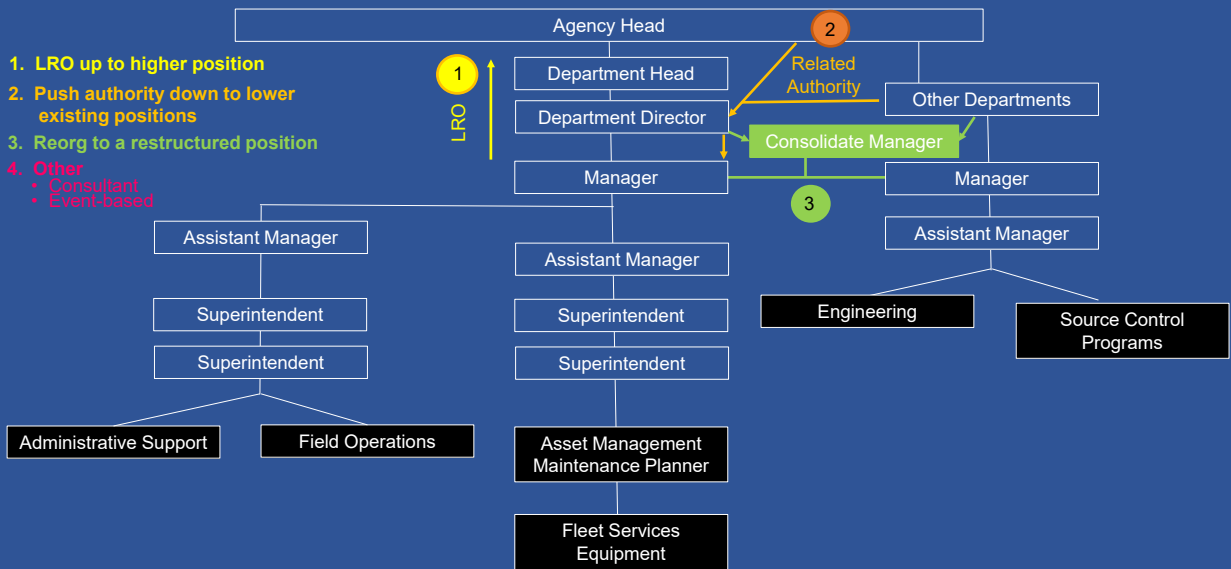 Agency Head
1. LRO up to higher position
2. Push authority down to lower
existing positions
3. Reorg to a restructured position
4. Other
• Consultant
• Event-based
1
LRO
2
Related
Authority
Department Head
Department Director
Other Departments
Consolidate Manager
Manager
3
Manager
Assistant Manager
Assistant Manager
Assistant Manager
Superintendent
Superintendent
Engineering
Source Control
Programs
Superintendent
Superintendent
Administrative Support
Field Operations
Asset Management
Maintenance Planner
Fleet Services
Equipment